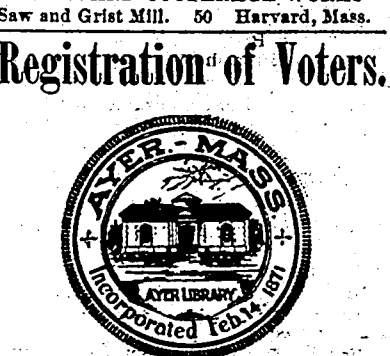 Saw and Grist Mill. 50 Harvard, Mass.
Registration of Voters.
AYER - MASS.
AYER LIBRARY
Incorporated Feb. 14. 1871